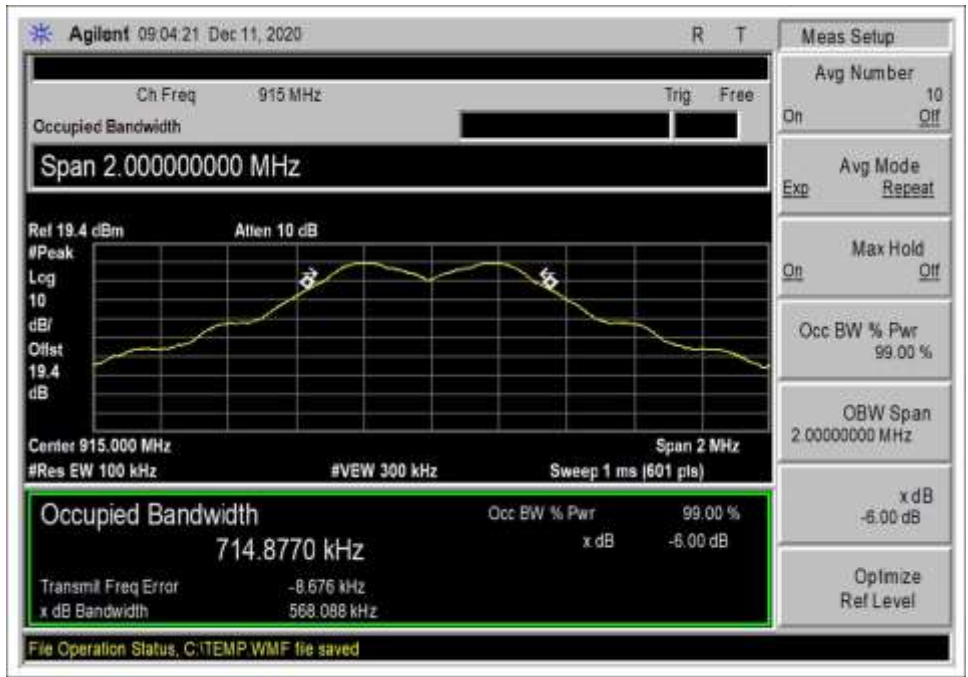 Agilent 09:04:21 Dec 11, 2020 R T
Ch Freq 915 MHz Trig Free
Occupied Bandwidth
Span 2.000000000 MHz
Ref 19.4 dBm Atten 10 dB
#Peak
Log
10
dB/
Offst
19.4
dB
Center 915.000 MHz Span 2 MHz
#Res EW 100 kHz #VEW 300 kHz Sweep 1 ms (601 pts)
Occupied Bandwidth Occ BW % Pwr 99.00 %
714.8770 kHz x dB -6.00 dB
Transmit Freq Error -8.676 kHz
x dB Bandwidth 568.088 kHz
File Operation Status, C:\TEMP.WMF file saved
Meas Setup
Avg Number
10
On Off
Avg Mode
Exp Repeat
Max Hold
On Off
Occ BW % Pwr
99.00 %
OBW Span
2.00000000 MHz
x dB
-6.00 dB
Optimize
Ref Level